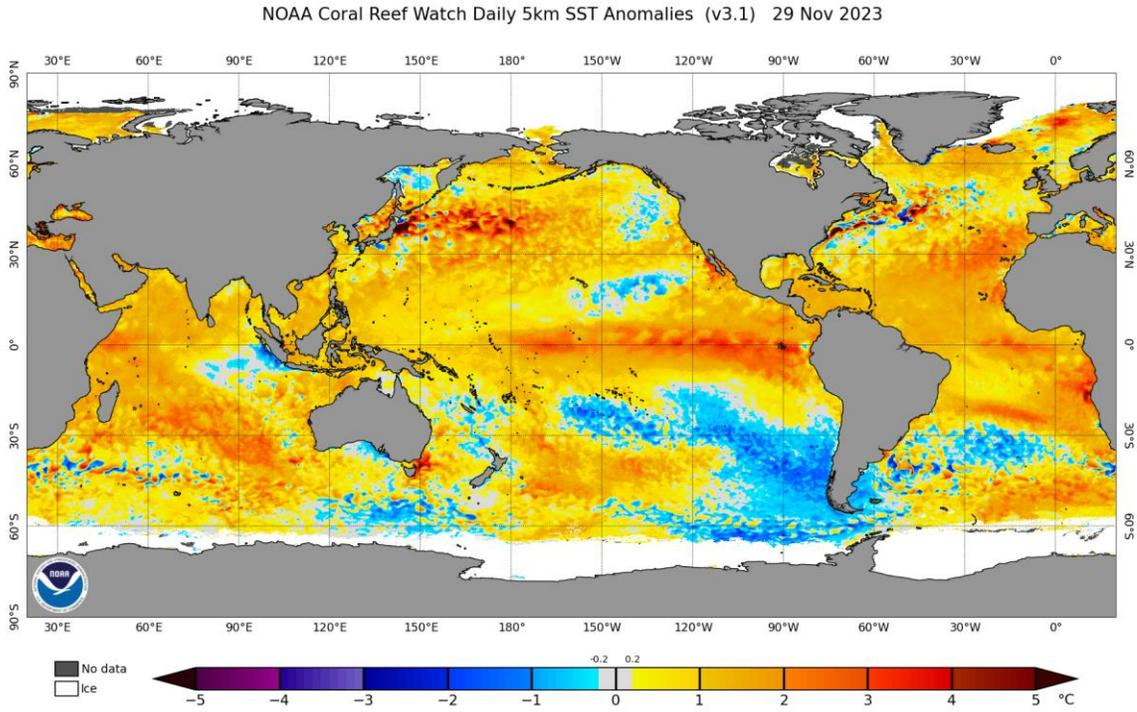 NOAA Coral Reef Watch Daily 5km SST Anomalies (v3.1) 29 Nov 2023
30°E 60°E 90°E 120°E 150°E 180° 150°W 120°W 90°W 60°W 30°W 0°
90°N
60°N 60°N
30°N 30°N
0° 0°
30°S 30°S
60°S 60°S
NOAA
90°S
30°E 60°E 90°E 120°E 150°E 180° 150°W 120°W 90°W 60°W 30°W 0°
-0.2 0.2
No data
Ice
−5 −4 −3 −2 −1 0 1 2 3 4 5 °C